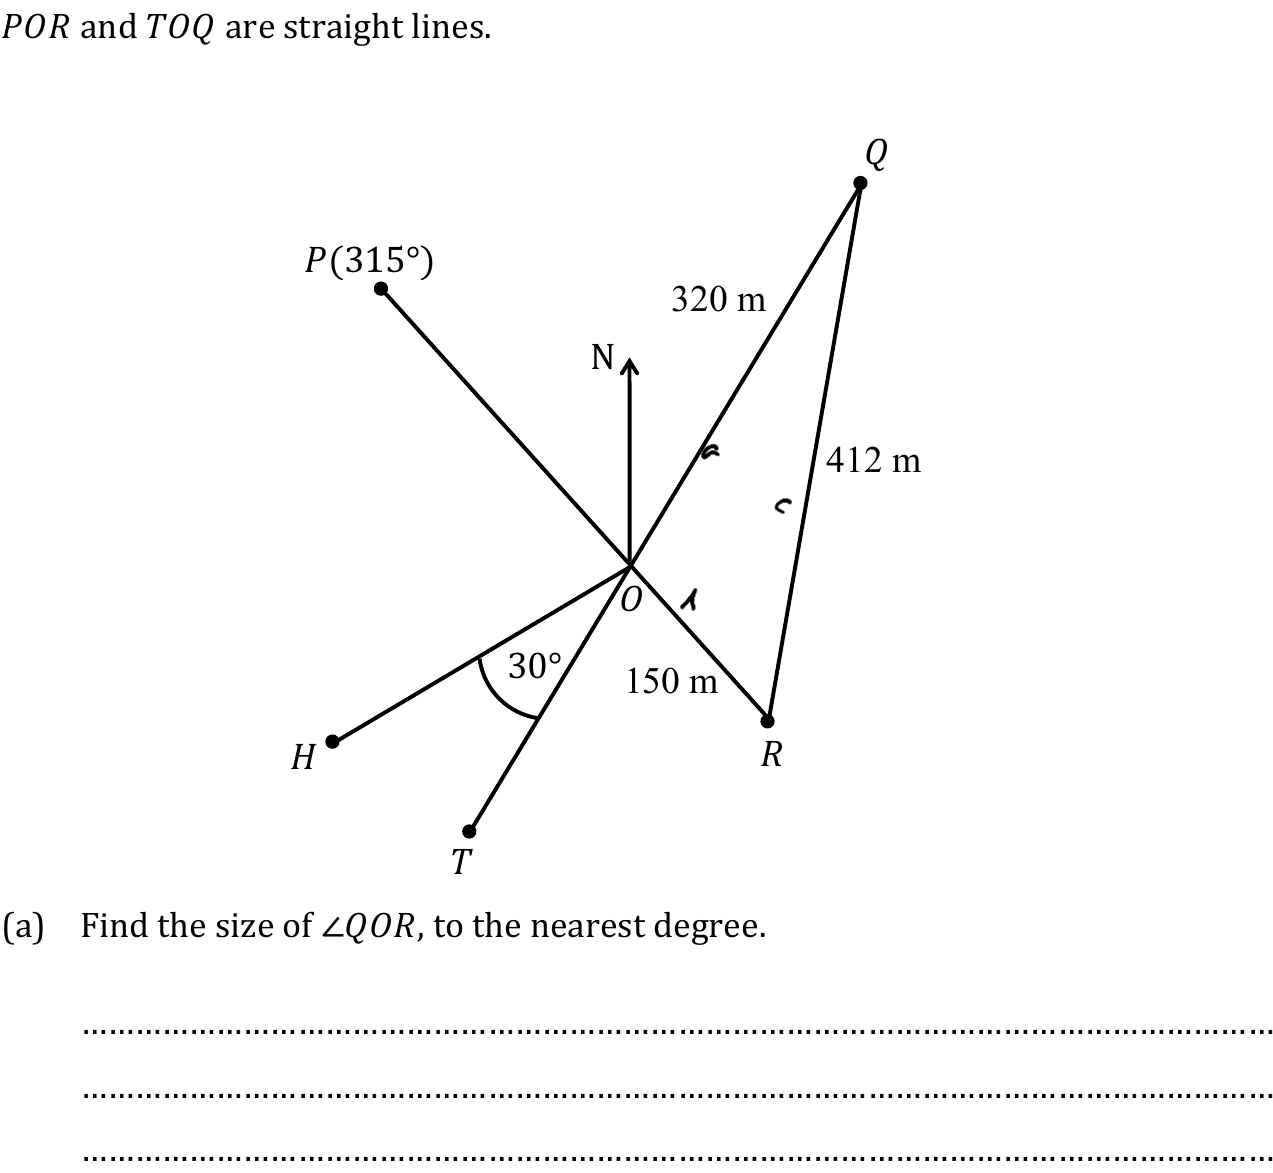 POR and TOQ are straight lines.
Q
P(315°)
320 m
N
a
412 m
c
O
30°
150 m
H
R
T
(a) Find the size of ∠QOR, to the nearest degree.